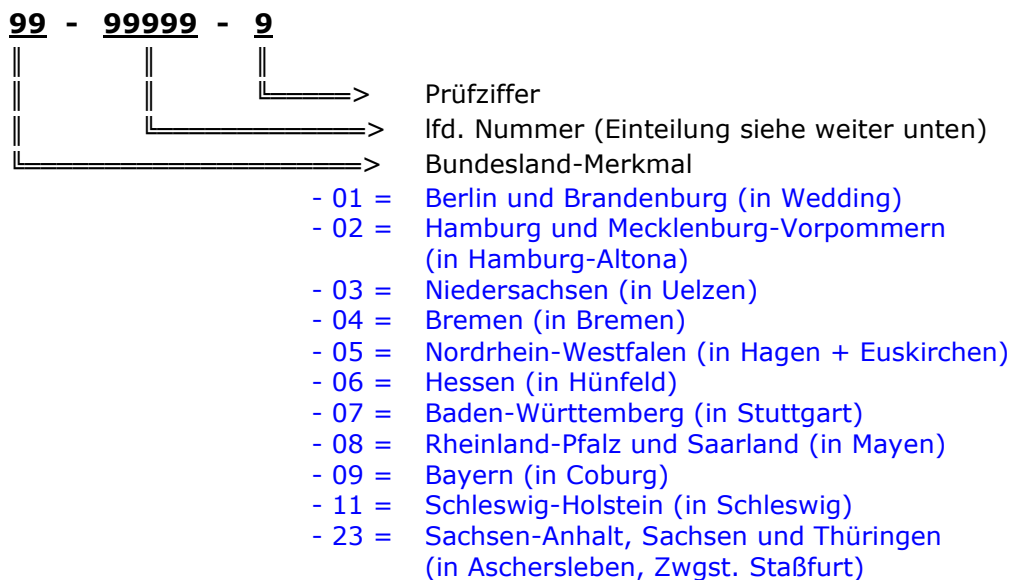 99 - 99999 - 9
║ ║ ║
║ ║ ╚═════> Prüfziffer
║ ╚═════════════> lfd. Nummer (Einteilung siehe weiter unten)
╚═════════════════════> Bundesland-Merkmal
- 01 = Berlin und Brandenburg (in Wedding)
- 02 = Hamburg und Mecklenburg-Vorpommern
(in Hamburg-Altona)
- 03 = Niedersachsen (in Uelzen)
- 04 = Bremen (in Bremen)
- 05 = Nordrhein-Westfalen (in Hagen + Euskirchen)
- 06 = Hessen (in Hünfeld)
- 07 = Baden-Württemberg (in Stuttgart)
- 08 = Rheinland-Pfalz und Saarland (in Mayen)
- 09 = Bayern (in Coburg)
- 11 = Schleswig-Holstein (in Schleswig)
- 23 = Sachsen-Anhalt, Sachsen und Thüringen
(in Aschersleben, Zwgst. Staßfurt)